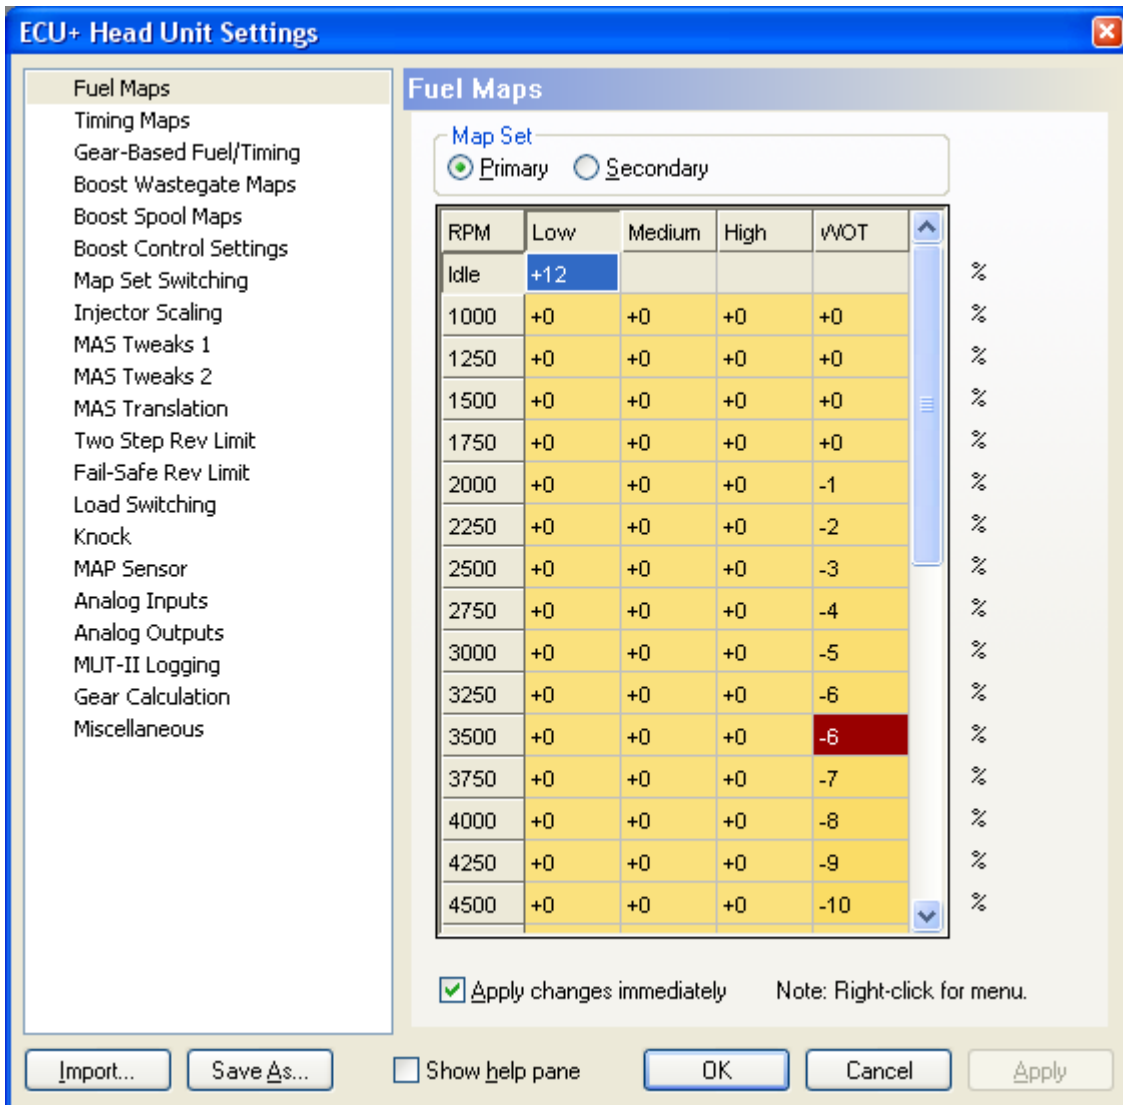 ECU+ Head Unit Settings
Fuel Maps
Timing Maps
Gear-Based Fuel/Timing
Boost Wastegate Maps
Boost Spool Maps
Boost Control Settings
Map Set Switching
Injector Scaling
MAS Tweaks 1
MAS Tweaks 2
MAS Translation
Two Step Rev Limit
Fail-Safe Rev Limit
Load Switching
Knock
MAP Sensor
Analog Inputs
Analog Outputs
MUT-II Logging
Gear Calculation
Miscellaneous
Fuel Maps
Map Set
Primary Secondary
RPM Low Medium High WOT
Idle +12 %
1000 +0 +0 +0 +0 %
1250 +0 +0 +0 +0 %
1500 +0 +0 +0 +0 %
1750 +0 +0 +0 +0 %
2000 +0 +0 +0 -1 %
2250 +0 +0 +0 -2 %
2500 +0 +0 +0 -3 %
2750 +0 +0 +0 -4 %
3000 +0 +0 +0 -5 %
3250 +0 +0 +0 -6 %
3500 +0 +0 +0 -6 %
3750 +0 +0 +0 -7 %
4000 +0 +0 +0 -8 %
4250 +0 +0 +0 -9 %
4500 +0 +0 +0 -10 %
Apply changes immediately Note: Right-click for menu.
Import... Save As... Show help pane OK Cancel Apply